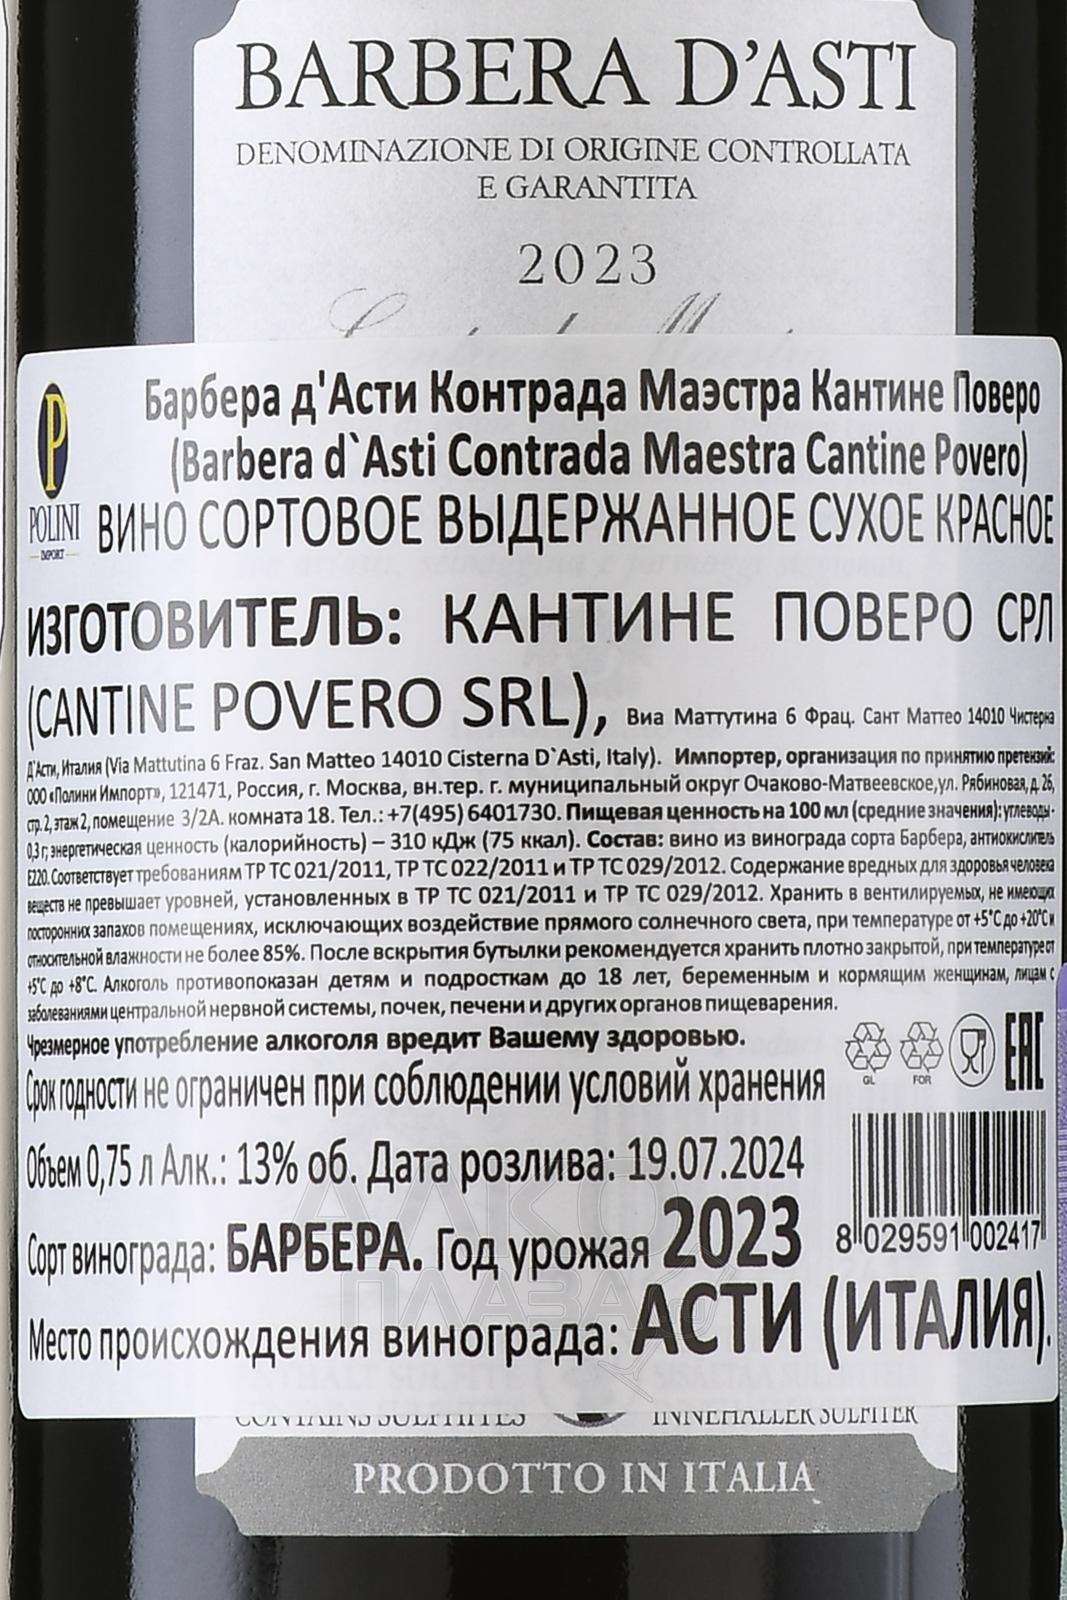 BARBERA D'ASTI
DENOMINAZIONE DI ORIGINE CONTROLLATA
E GARANTITA
2023
P
POLINI
IMPORT
Барбера д'Асти Контрада Маэстра Кантине Поверо
(Barbera d`Asti Contrada Maestra Cantine Povero)
ВИНО СОРТОВОЕ ВЫДЕРЖАННОЕ СУХОЕ КРАСНОЕ
ИЗГОТОВИТЕЛЬ: КАНТИНЕ ПОВЕРО СРЛ
(CANTINE POVERO SRL), Виа Маттутина 6 Фрац. Сант Маттео 14010 Чистерна
Д`Асти, Италия (Via Mattutina 6 Fraz. San Matteo 14010 Cisterna D`Asti, Italy). Импортер, организация по принятию претензий:
ООО «Полини Импорт», 121471, Россия, г. Москва, вн.тер. г. муниципальный округ Очаково-Матвеевское,ул. Рябиновая, д. 26,
стр. 2, этаж 2, помещение 3/2А. комната 18. Тел.: +7(495) 6401730. Пищевая ценность на 100 мл (средние значения): углеводы-
0,3 г; энергетическая ценность (калорийность) – 310 кДж (75 ккал). Состав: вино из винограда сорта Барбера, антиокислитель
Е220. Соответствует требованиям ТР ТС 021/2011, ТР ТС 022/2011 и ТР ТС 029/2012. Содержание вредных для здоровья человека
веществ не превышает уровней, установленных в ТР ТС 021/2011 и ТР ТС 029/2012. Хранить в вентилируемых, не имеющих
посторонних запахов помещениях, исключающих воздействие прямого солнечного света, при температуре от +5°С до +20°С и
относительной влажности не более 85%. После вскрытия бутылки рекомендуется хранить плотно закрытой, при температуре от
+5°С до +8°С. Алкоголь противопоказан детям и подросткам до 18 лет, беременным и кормящим женщинам, лицам с
заболеваниями центральной нервной системы, почек, печени и других органов пищеварения.
Чрезмерное употребление алкоголя вредит Вашему здоровью.
GL FOR EAC
Срок годности не ограничен при соблюдении условий хранения
Объем 0,75 л Алк.: 13% об. Дата розлива: 19.07.2024
8 029591 002417
Сорт винограда: БАРБЕРА. Год урожая 2023
Место происхождения винограда: АСТИ (ИТАЛИЯ).
АЛКО
ПЛАЗА
CONTAINS SULPHITES INNEHÅLLER SULFITER
PRODOTTO IN ITALIA